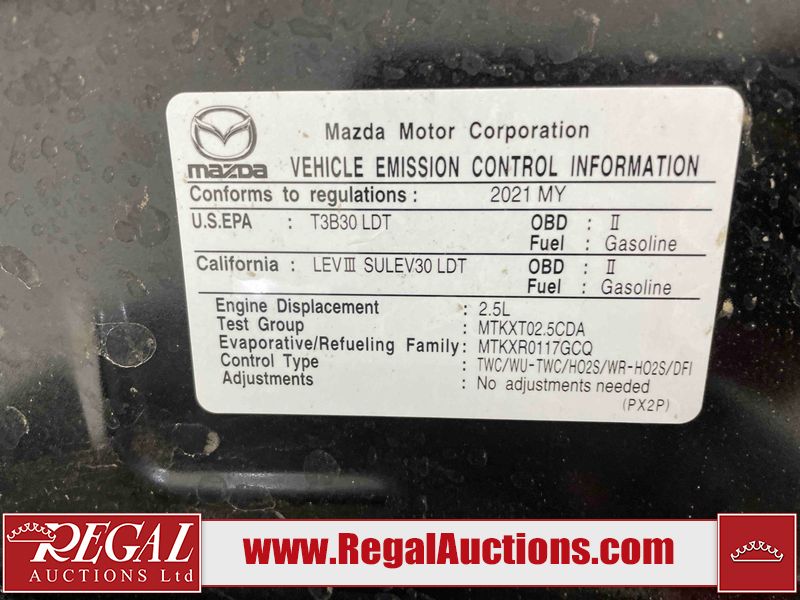 Mazda Motor Corporation
mazda VEHICLE EMISSION CONTROL INFORMATION
Conforms to regulations : 2021 MY
U.S.EPA : T3B30 LDT OBD : II
Fuel : Gasoline
California : LEVIII SULEV30 LDT OBD : II
Fuel : Gasoline
Engine Displacement : 2.5L
Test Group : MTKXT02.5CDA
Evaporative/Refueling Family: MTKXR0117GCQ
Control Type : TWC/WU-TWC/HO2S/WR-HO2S/DFI
Adjustments : No adjustments needed
(PX2P)
REGAL
AUCTIONS Ltd
www.RegalAuctions.com